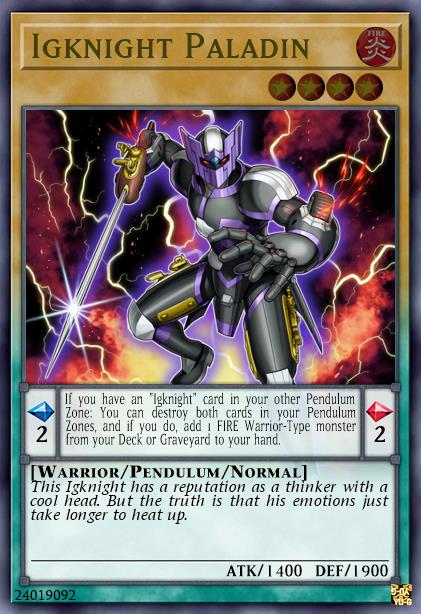 Igknight Paladin
FIRE
炎
If you have an "Igknight" card in your other Pendulum
Zone: You can destroy both cards in your Pendulum
Zones, and if you do, add 1 FIRE Warrior-Type monster
from your Deck or Graveyard to your hand.
2
2
[Warrior/Pendulum/Normal]
This Igknight has a reputation as a thinker with a
cool head. But the truth is that his emotions just
take longer to heat up.
ATK/1400 DEF/1900
24019092